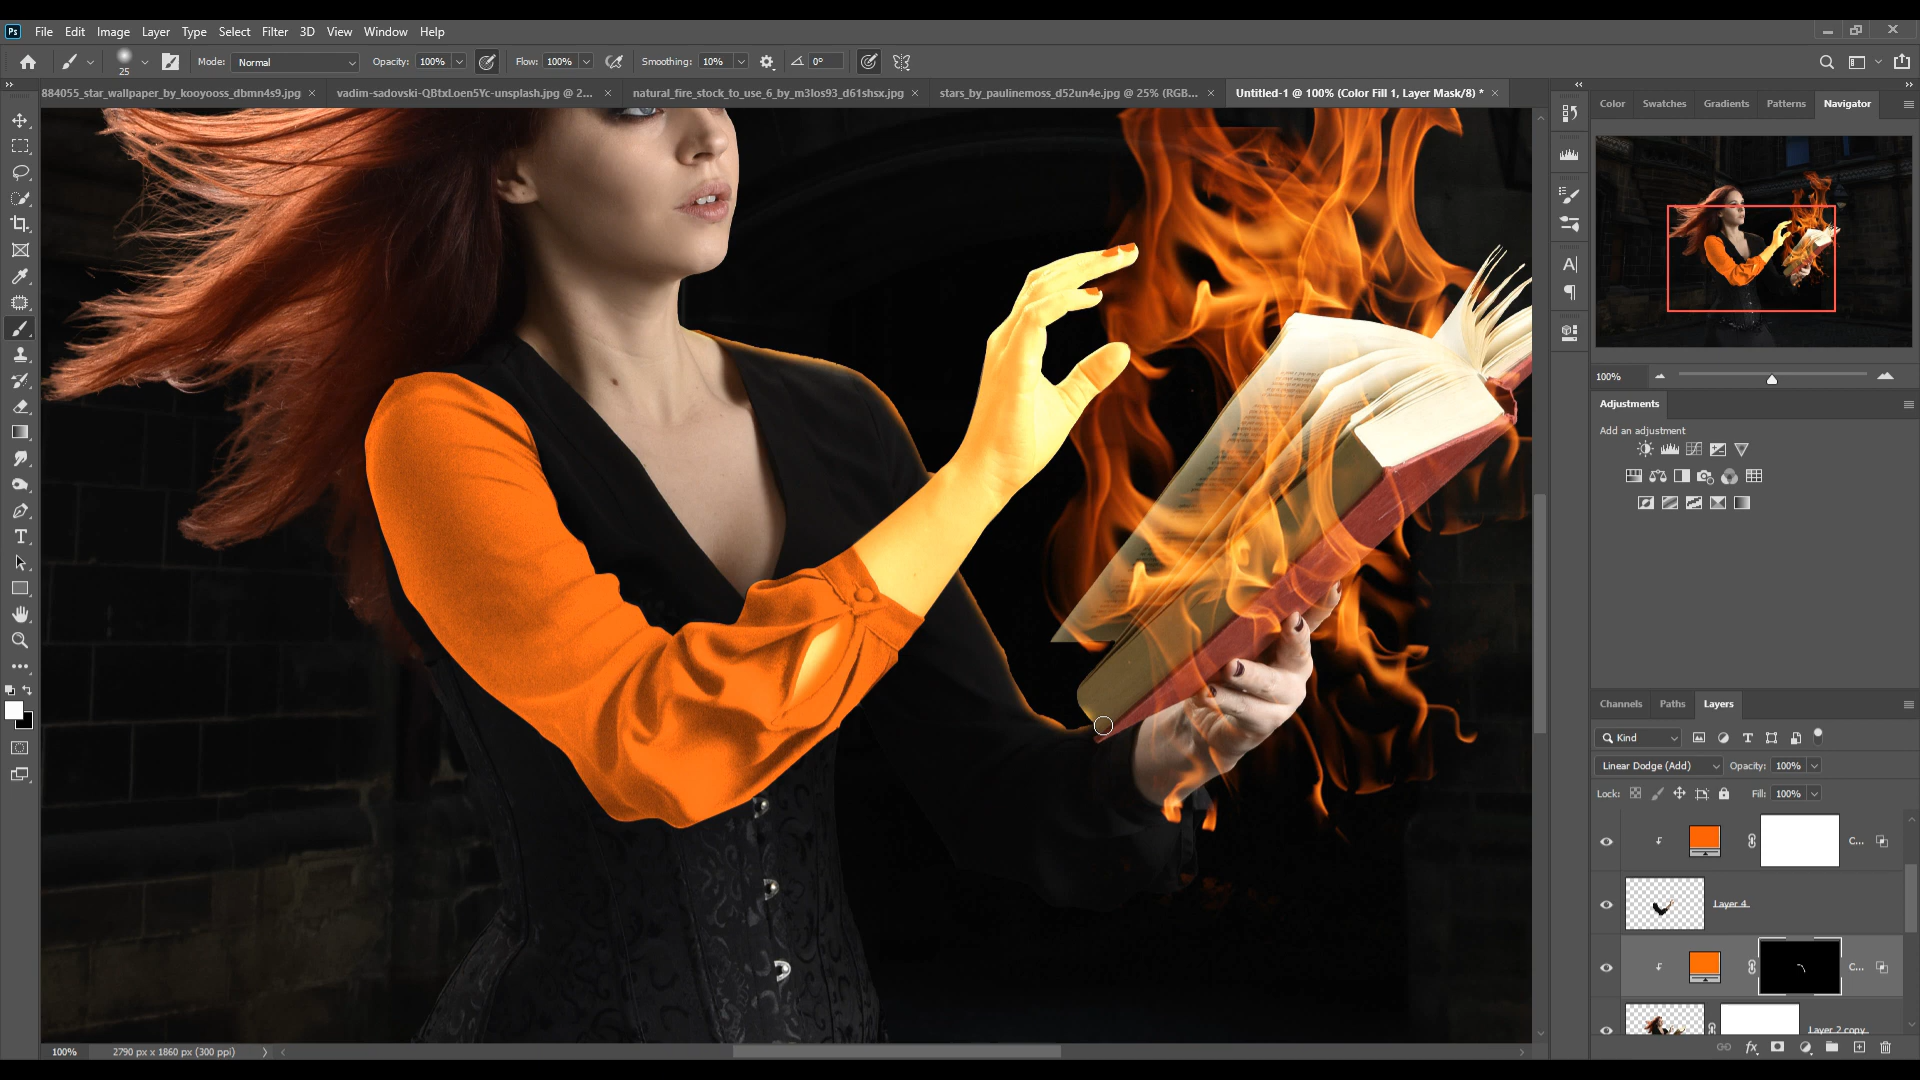 Ps File Edit Image Layer Type Select Filter 3D View Window Help
25 Mode: Normal Opacity: 100% Flow: 100% Smoothing: 10% 0°
884055_star_wallpaper_by_kooyooss_dbmn4s9.jpg vadim-sadovski-QBtxLoen5Yc-unsplash.jpg @ 2... natural_fire_stock_to_use_6_by_m3los93_d61shsx.jpg stars_by_paulinemoss_d52un4e.jpg @ 25% (RGB... Untitled-1 @ 100% (Color Fill 1, Layer Mask/8) *
Color Swatches Gradients Patterns Navigator
100%
Adjustments
Add an adjustment
Channels Paths Layers
Kind
Linear Dodge (Add) Opacity: 100%
Lock: Fill: 100%
C...
Layer 4
C...
Layer 2 copy
100% 2790 px x 1860 px (300 ppi)